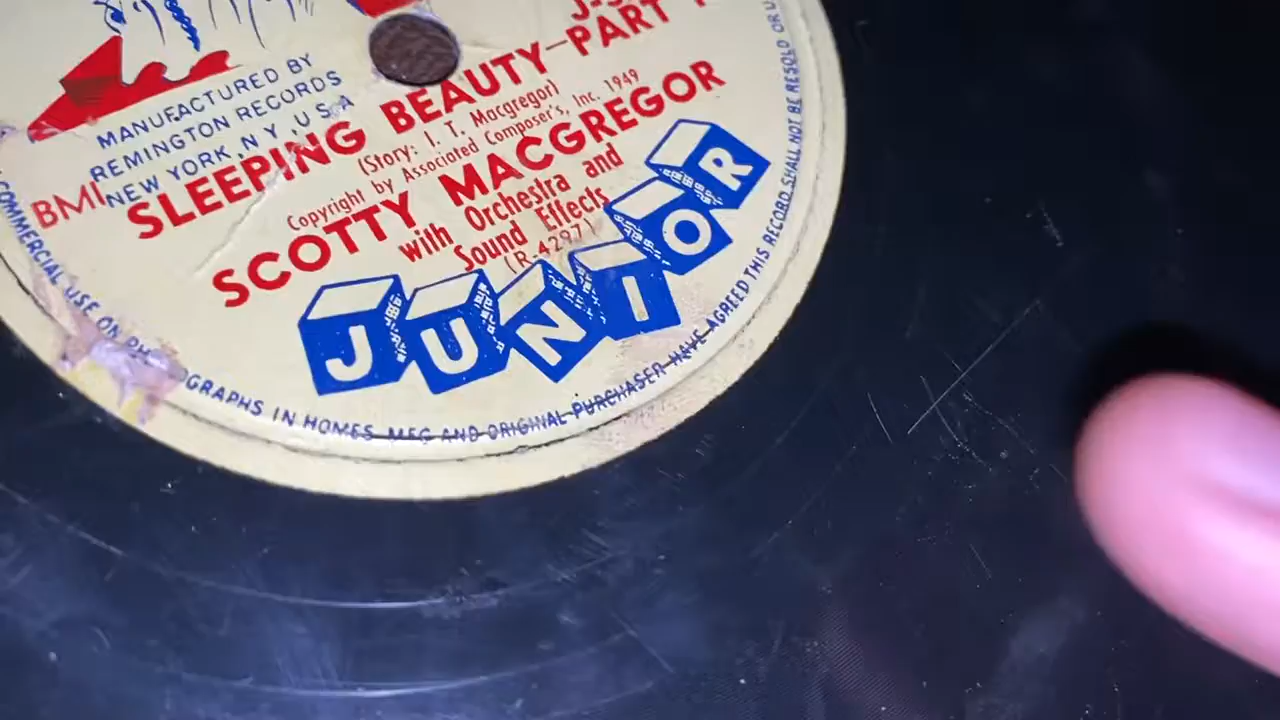 MANUFACTURED BY
REMINGTON RECORDS
NEW YORK, N.Y., U.S.A
BMI
SLEEPING BEAUTY—PART
(Story: I. T. Macgregor)
Copyright by Associated Composer's, Inc. 1949
SCOTTY MACGREGOR
with Orchestra and
Sound Effects
(R-4297)
JUNIOR
COMMERCIAL USE ON PH OGRAPHS IN HOMES. MFG AND ORIGINAL PURCHASER HAVE AGREED THIS RECORD SHALL NOT BE RESOLD OR U